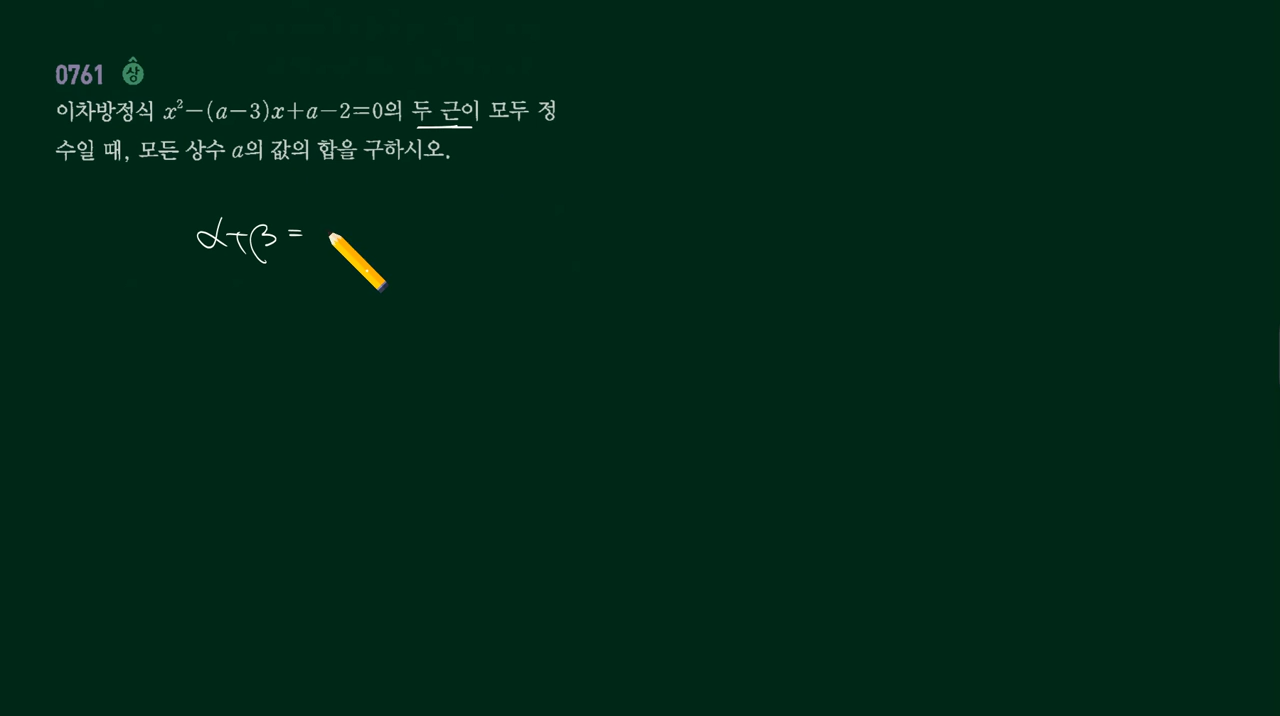 0761 상
이차방정식 x²-(a-3)x+a-2=0의 두 근이 모두 정
수일 때, 모든 상수 a의 값의 합을 구하시오.
α+β =